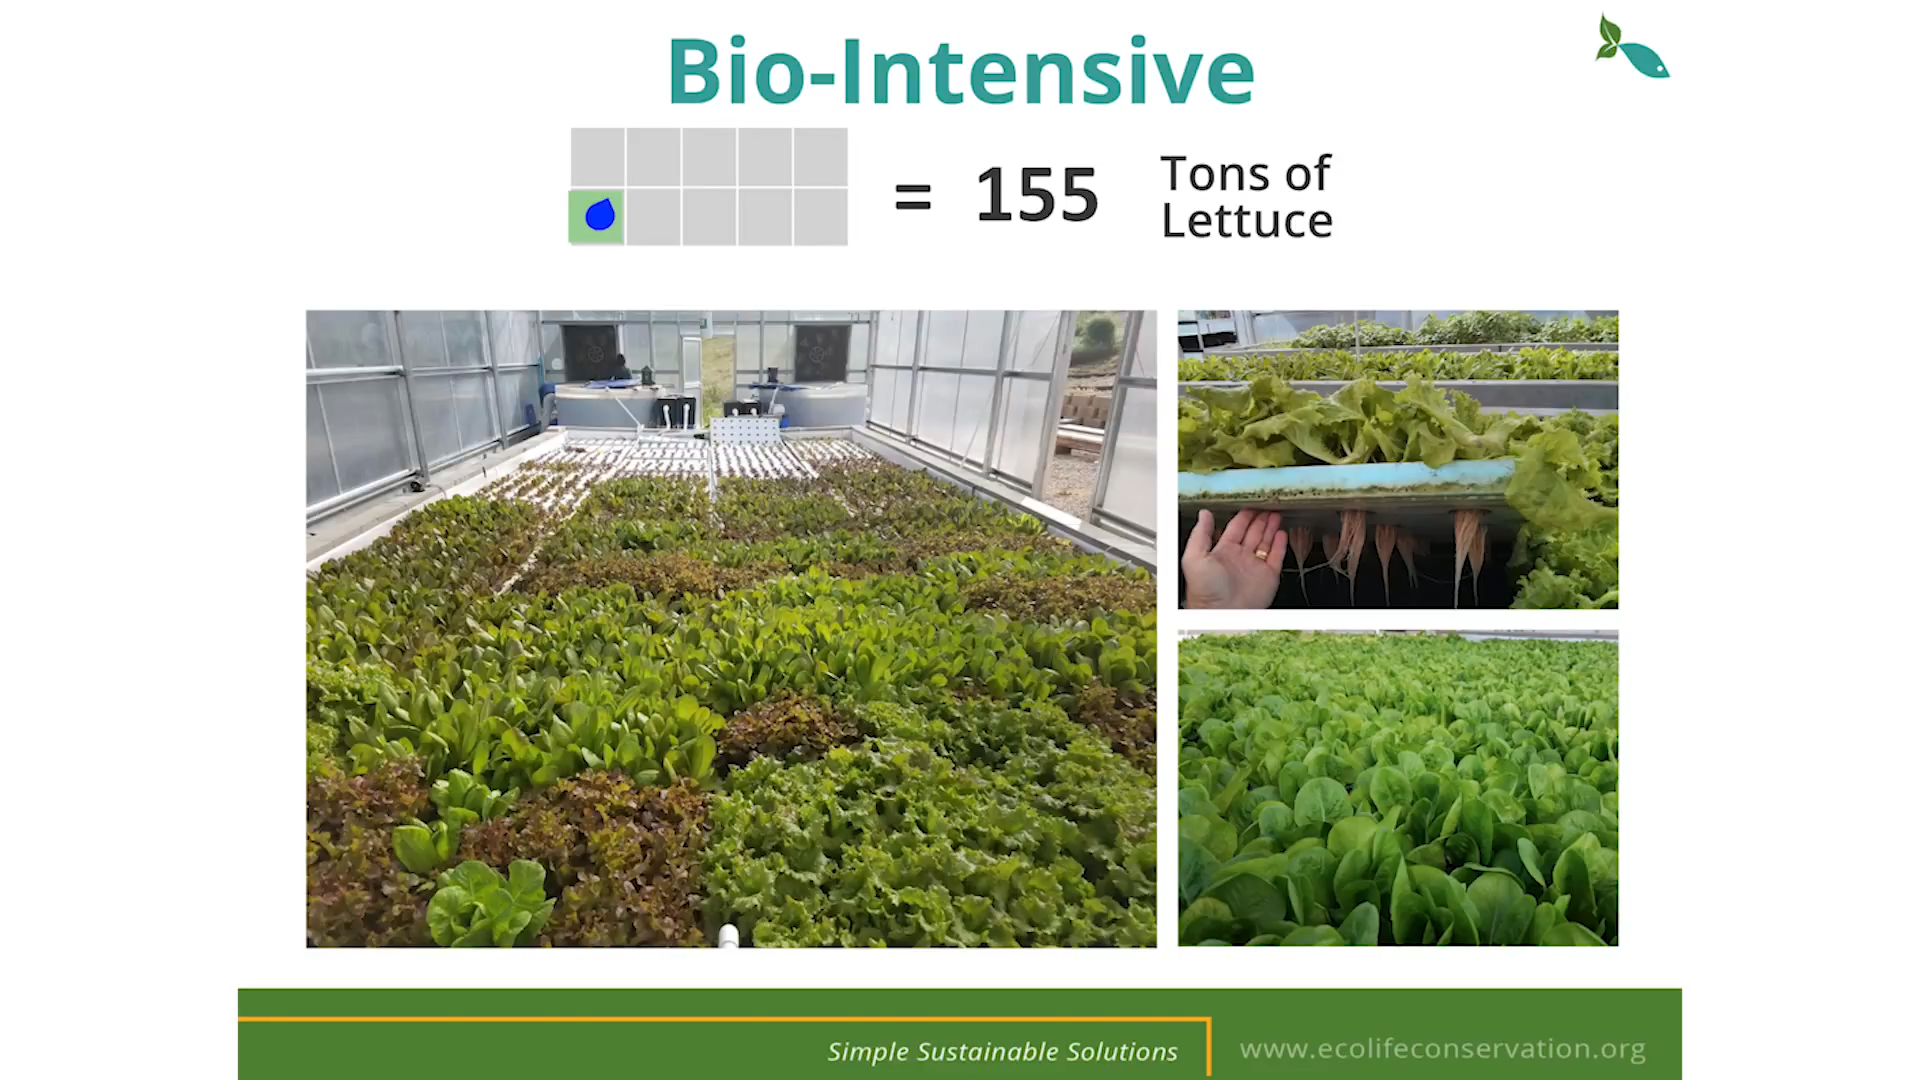 Bio-Intensive
= 155 Tons of
Lettuce
Simple Sustainable Solutions
www.ecolifeconservation.org